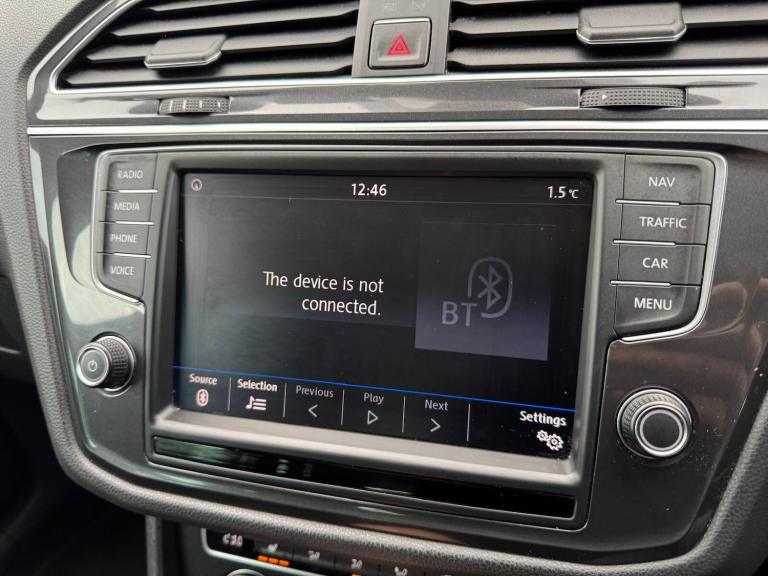 RADIO
MEDIA
PHONE
VOICE
12:46
1.5 °C
The device is not
connected.
BT
Source
Selection
Previous
Play
Next
Settings
NAV
TRAFFIC
CAR
MENU